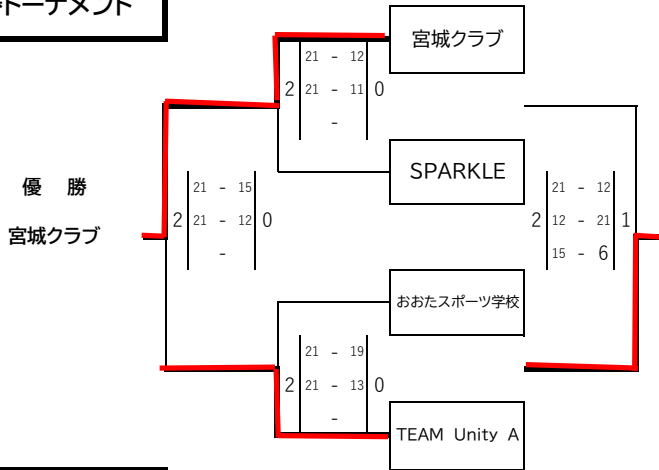 トーナメント
宮城クラブ
21 - 12
2 21 - 11 0
-
SPARKLE
優 勝
宮城クラブ
21 - 15
2 21 - 12 0
-
21 - 12
2 12 - 21 1
15 - 6
おおたスポーツ学校
21 - 19
2 21 - 13 0
-
TEAM Unity A